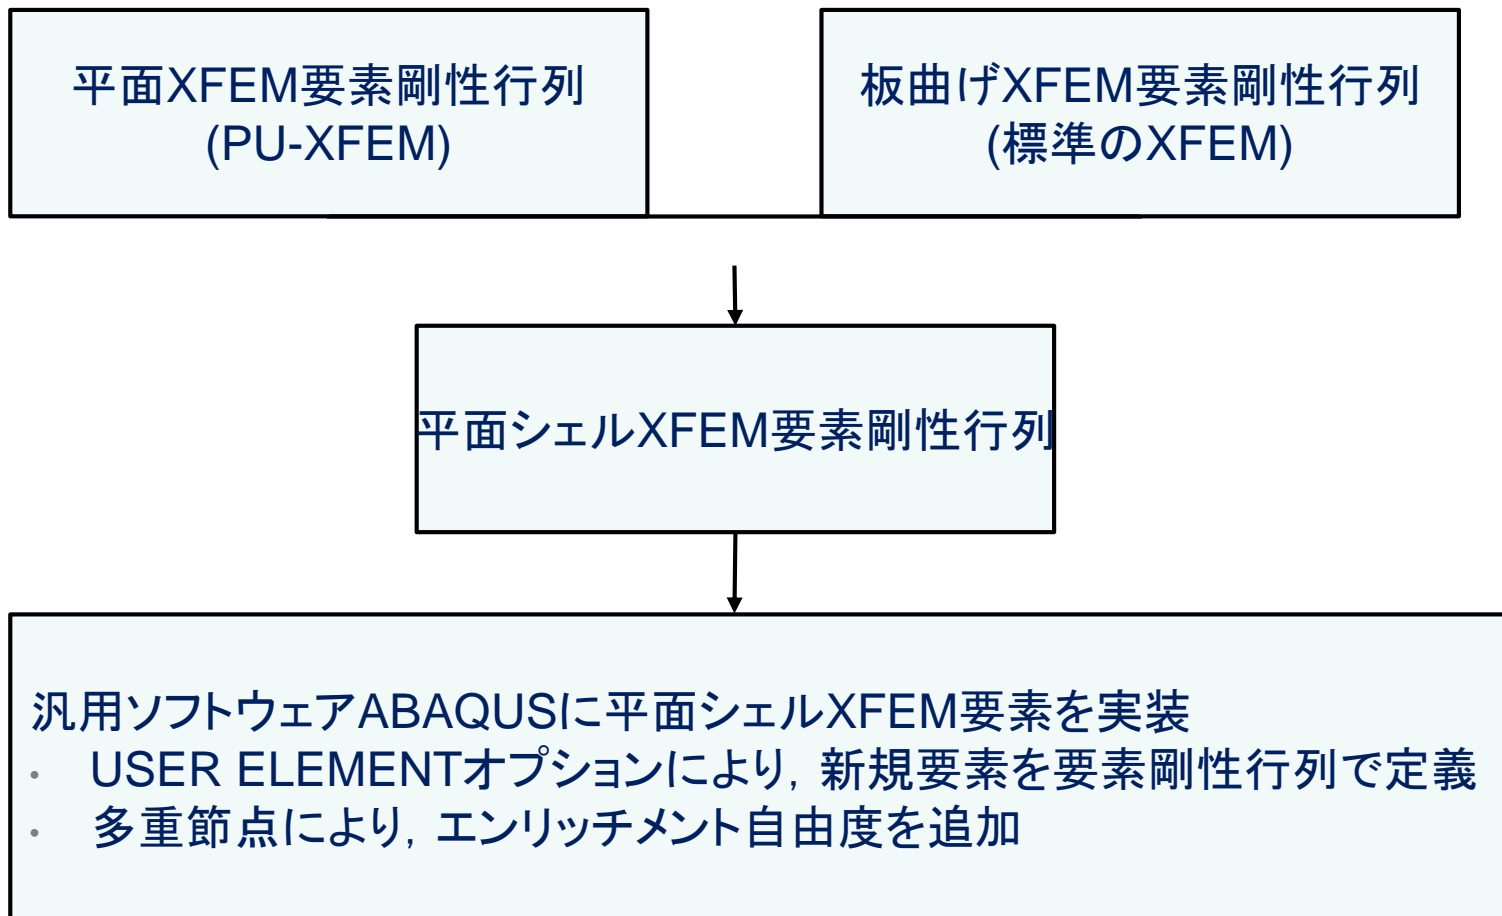 平面XFEM要素剛性行列
(PU-XFEM)
板曲げXFEM要素剛性行列
(標準のXFEM)
平面シェルXFEM要素剛性行列
汎用ソフトウェアABAQUSに平面シェルXFEM要素を実装
・ USER ELEMENTオプションにより，新規要素を要素剛性行列で定義
・ 多重節点により，エンリッチメント自由度を追加